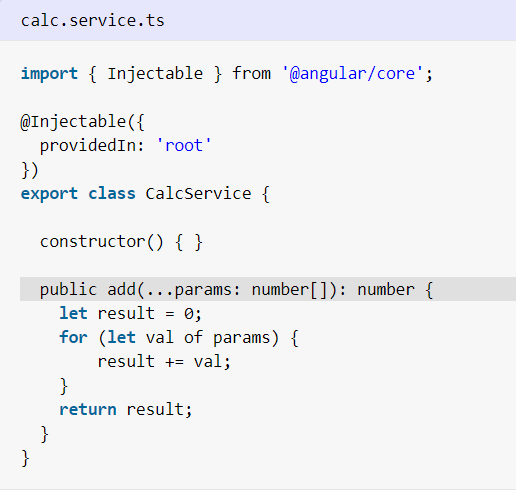 calc.service.ts
import { Injectable } from '@angular/core';
@Injectable({
  providedIn: 'root'
})
export class CalcService {
  constructor() { }
  public add(...params: number[]): number {
    let result = 0;
    for (let val of params) {
        result += val;
    }
    return result;
  }
}